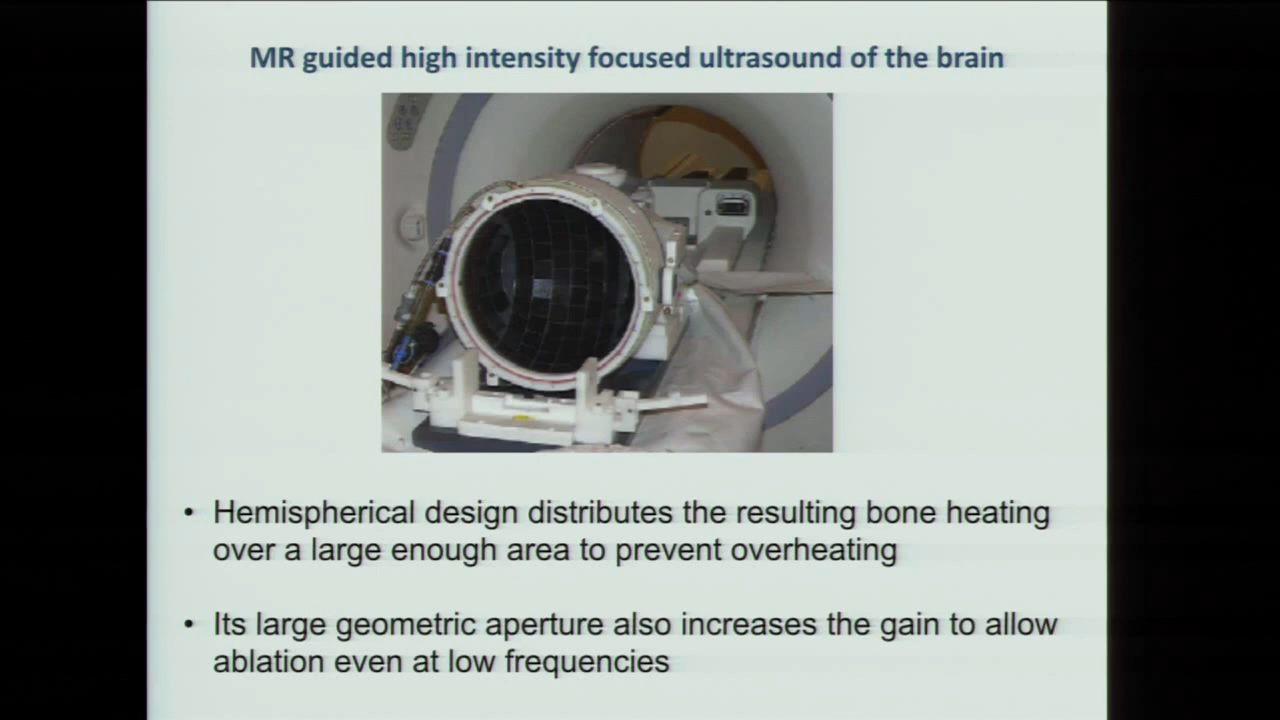 MR guided high intensity focused ultrasound of the brain
• Hemispherical design distributes the resulting bone heating
over a large enough area to prevent overheating
• Its large geometric aperture also increases the gain to allow
ablation even at low frequencies